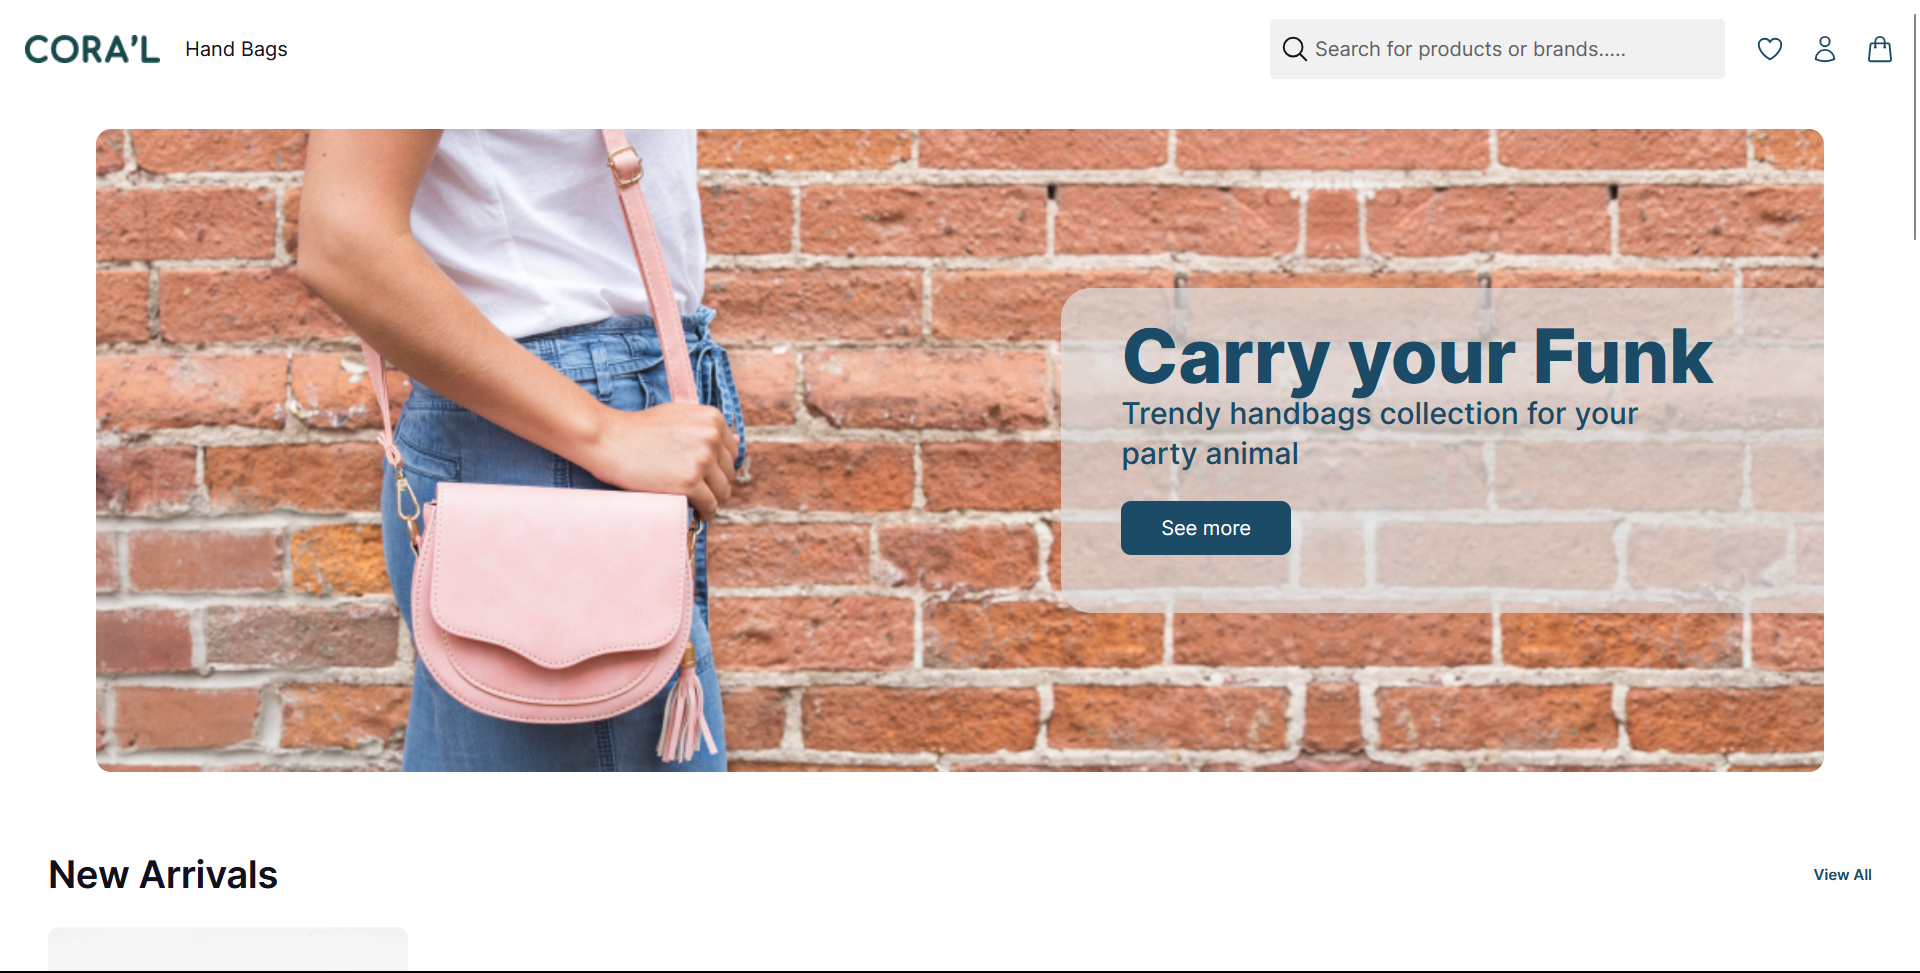 CORA'L
Hand Bags
Search for products or brands.....
Carry your Funk
Trendy handbags collection for your
party animal
See more
New Arrivals
View All